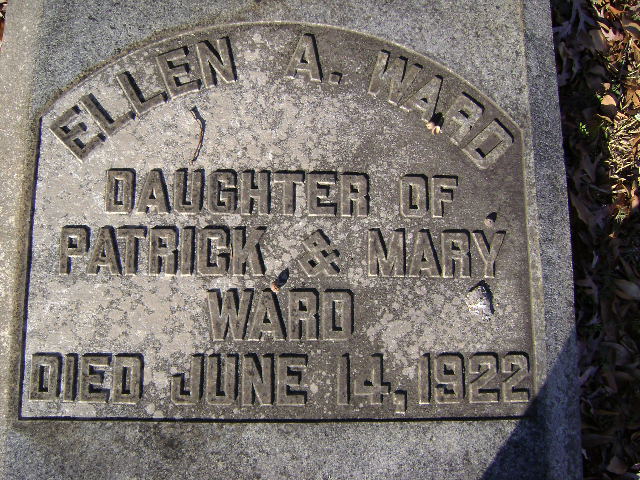 ELLEN A. WARD
DAUGHTER OF
PATRICK & MARY
WARD
DIED JUNE 14, 1922